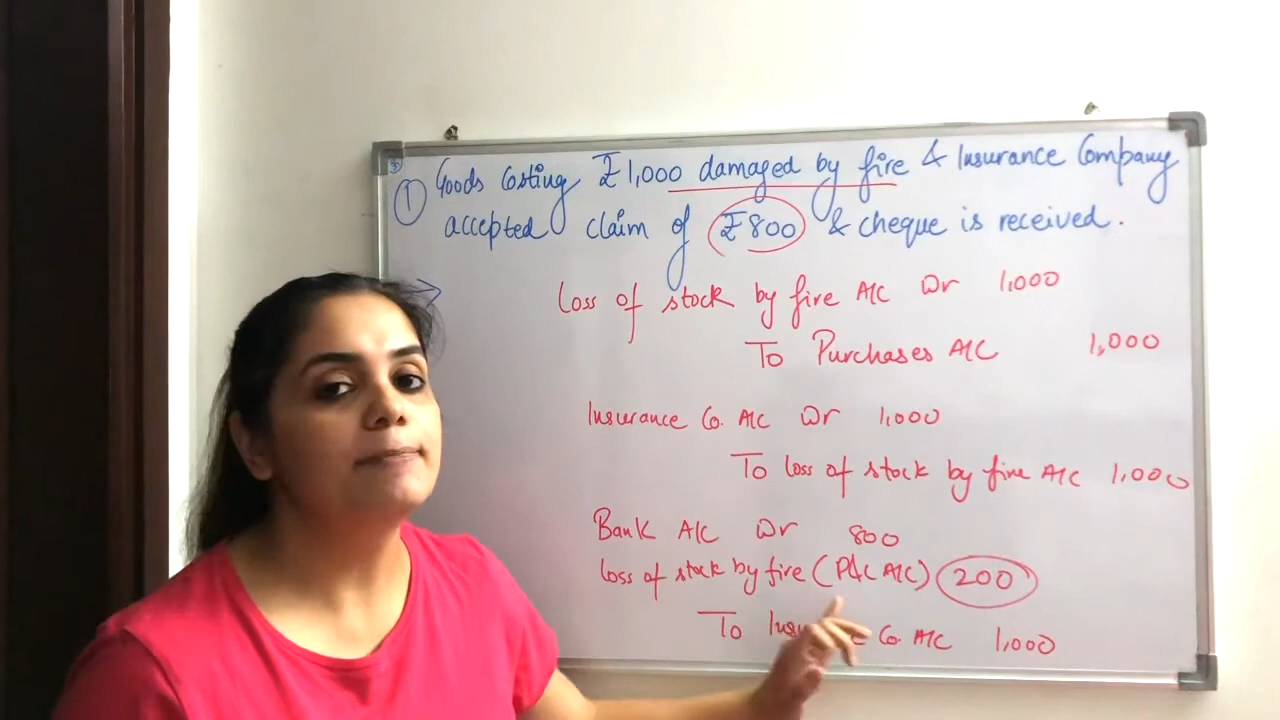 ③
① Goods Costing ₹1,000 damaged by fire & Insurance Company
accepted claim of ₹800 & cheque is received.
Loss of stock by fire A/C Dr 1,000
To Purchases A/C 1,000
Insurance Co. A/C Dr 1,000
To loss of stock by fire A/C 1,000
Bank A/C Dr 800
loss of stock by fire (P&L A/C) 200
To Co. A/C 1,000